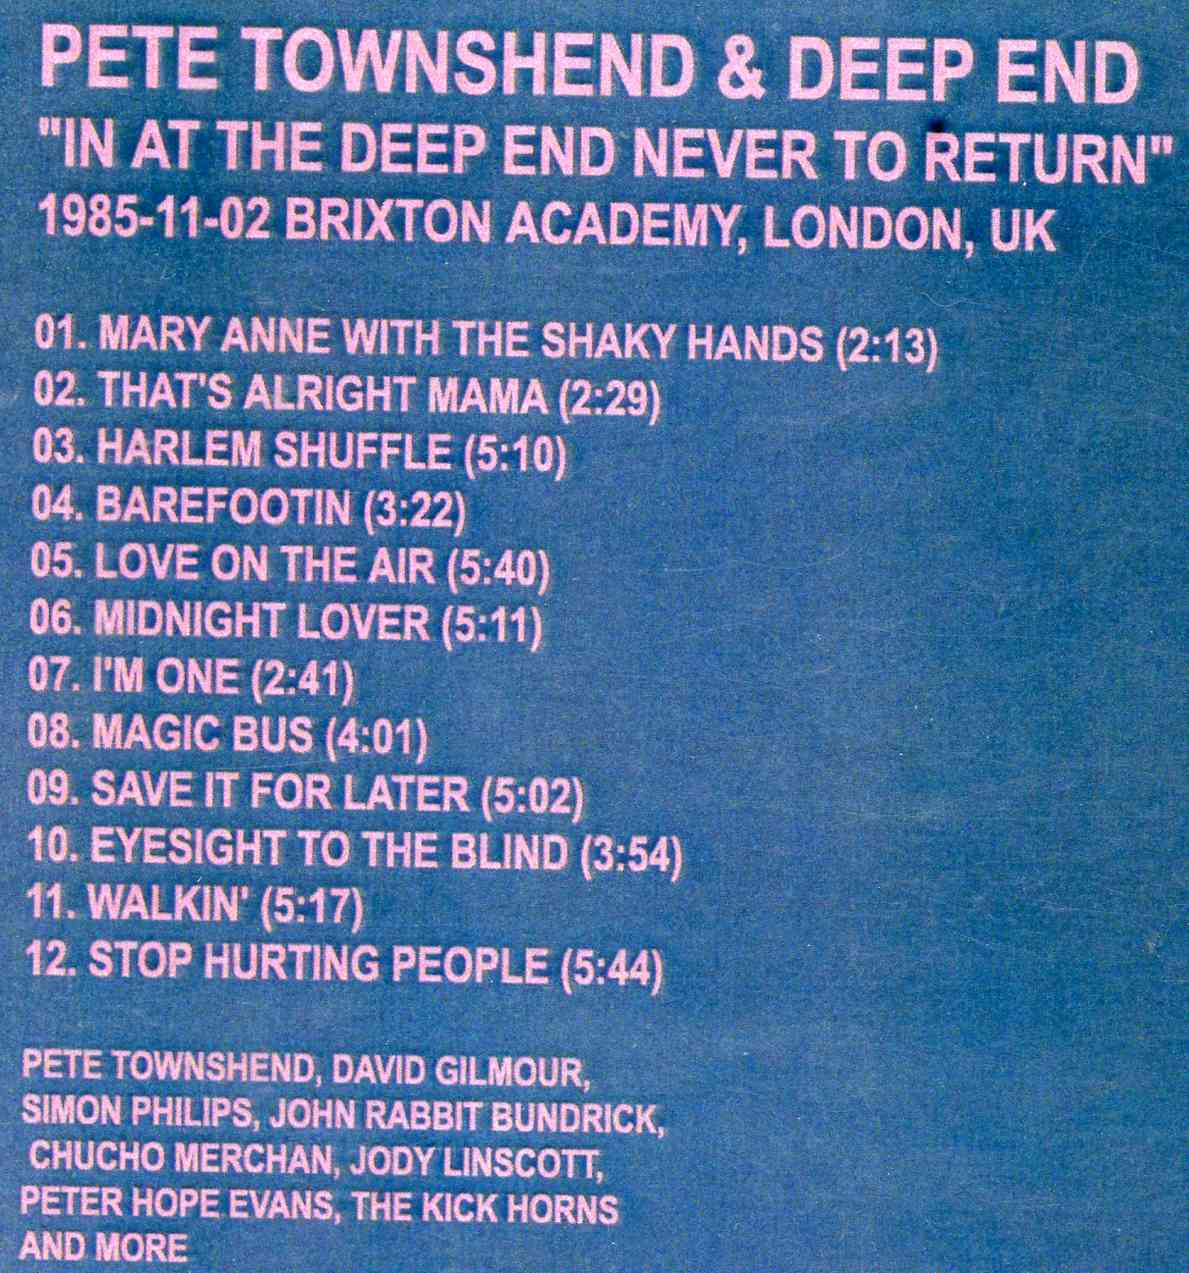 PETE TOWNSHEND & DEEP END
"IN AT THE DEEP END NEVER TO RETURN"
1985-11-02 BRIXTON ACADEMY, LONDON, UK
01. MARY ANNE WITH THE SHAKY HANDS (2:13)
02. THAT'S ALRIGHT MAMA (2:29)
03. HARLEM SHUFFLE (5:10)
04. BAREFOOTIN (3:22)
05. LOVE ON THE AIR (5:40)
06. MIDNIGHT LOVER (5:11)
07. I'M ONE (2:41)
08. MAGIC BUS (4:01)
09. SAVE IT FOR LATER (5:02)
10. EYESIGHT TO THE BLIND (3:54)
11. WALKIN' (5:17)
12. STOP HURTING PEOPLE (5:44)
PETE TOWNSHEND, DAVID GILMOUR,
SIMON PHILIPS, JOHN RABBIT BUNDRICK,
CHUCHO MERCHAN, JODY LINSCOTT,
PETER HOPE EVANS, THE KICK HORNS
AND MORE